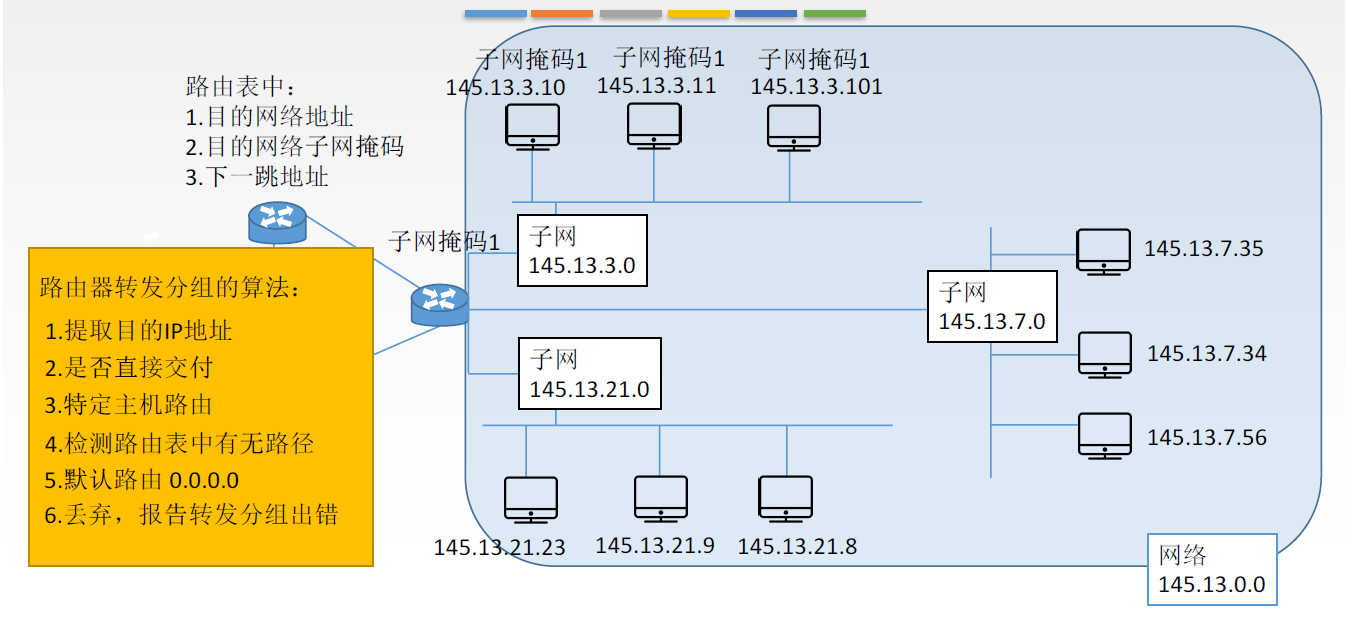 子网掩码1
子网掩码1
子网掩码1
145.13.3.10
145.13.3.11
145.13.3.101
路由表中：
1.目的网络地址
2.目的网络子网掩码
3.下一跳地址
子网掩码1
子网
145.13.3.0
路由器转发分组的算法：
1.提取目的IP地址
2.是否直接交付
3.特定主机路由
4.检测路由表中有无路径
5.默认路由 0.0.0.0
6.丢弃，报告转发分组出错
子网
145.13.7.0
145.13.7.35
145.13.7.34
145.13.7.56
子网
145.13.21.0
145.13.21.23
145.13.21.9
145.13.21.8
网络
145.13.0.0